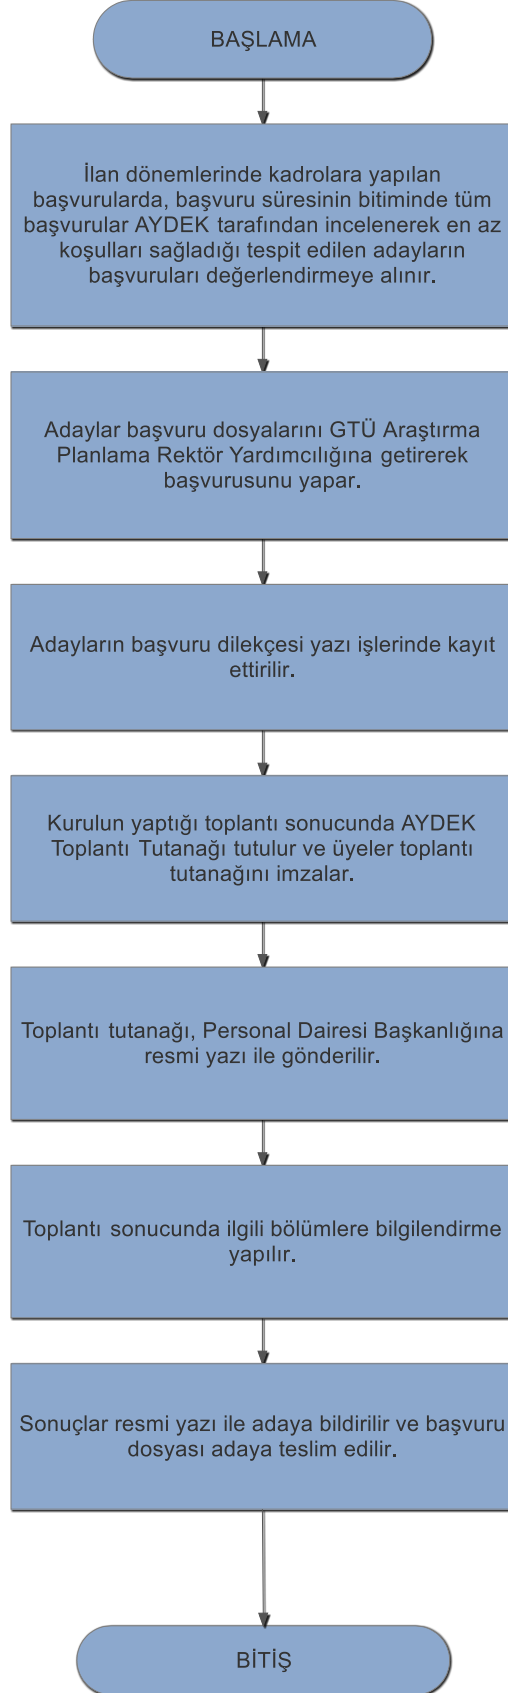 BAŞLAMA
İlan dönemlerinde kadrolara yapılan
başvurularda, başvuru süresinin bitiminde tüm
başvurular AYDEK tarafından incelenerek en az
koşulları sağladığı tespit edilen adayların
başvuruları değerlendirmeye alınır.
Adaylar başvuru dosyalarını GTÜ Araştırma
Planlama Rektör Yardımcılığına getirerek
başvurusunu yapar.
Adayların başvuru dilekçesi yazı işlerinde kayıt
ettirilir.
Kurulun yaptığı toplantı sonucunda AYDEK
Toplantı Tutanağı tutulur ve üyeler toplantı
tutanağını imzalar.
Toplantı tutanağı, Personal Dairesi Başkanlığına
resmi yazı ile gönderilir.
Toplantı sonucunda ilgili bölümlere bilgilendirme
yapılır.
Sonuçlar resmi yazı ile adaya bildirilir ve başvuru
dosyası adaya teslim edilir.
BİTİŞ